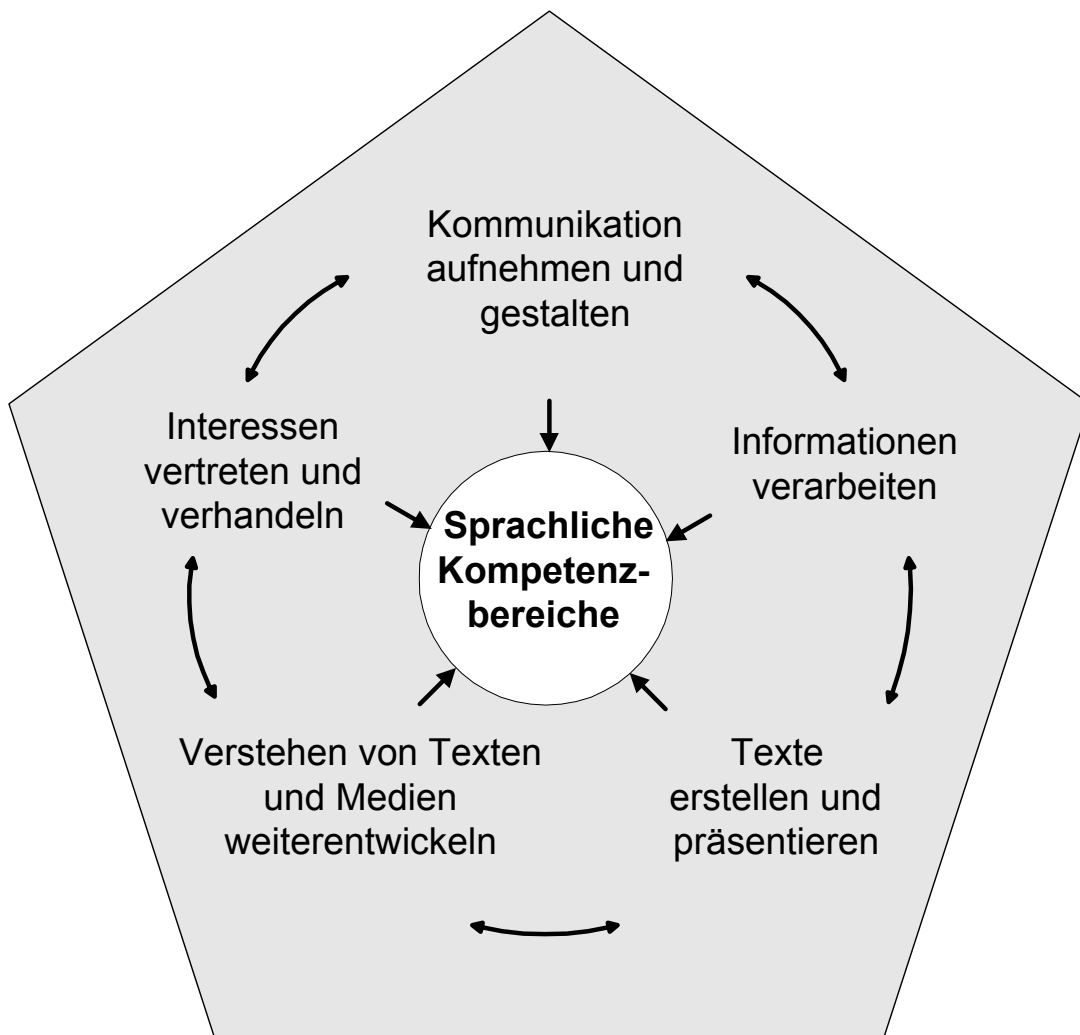 Kommunikation
aufnehmen und
gestalten
Interessen
vertreten und
verhandeln
Informationen
verarbeiten
Sprachliche
Kompetenz-
bereiche
Verstehen von Texten
und Medien
weiterentwickeln
Texte
erstellen und
präsentieren